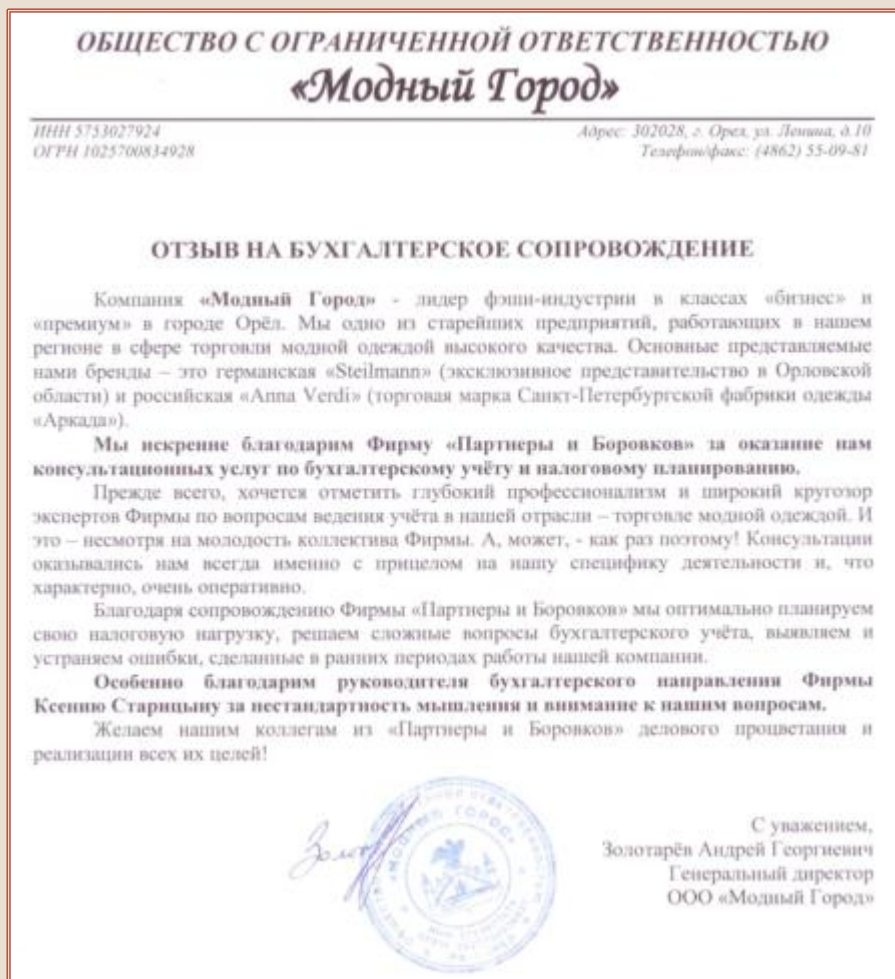 ОБЩЕСТВО С ОГРАНИЧЕННОЙ ОТВЕТСТВЕННОСТЬЮ
«Модный Город»
ИНН 5753027924
Адрес: 302028, г. Орел, ул. Ленина, д.10
ОГРН 1025700834928
Телефон/факс: (4862) 55-09-81
ОТЗЫВ НА БУХГАЛТЕРСКОЕ СОПРОВОЖДЕНИЕ
Компания «Модный Город» - лидер фэшн-индустрии в классах «бизнес» и
«премиум» в городе Орёл. Мы одно из старейших предприятий, работающих в нашем
регионе в сфере торговли модной одеждой высокого качества. Основные представляемые
нами бренды – это германская «Steilmann» (эксклюзивное представительство в Орловской
области) и российская «Anna Verdi» (торговая марка Санкт-Петербургской фабрики одежды
«Аркада»).
Мы искренне благодарим Фирму «Партнеры и Боровков» за оказание нам
консультационных услуг по бухгалтерскому учёту и налоговому планированию.
Прежде всего, хочется отметить глубокий профессионализм и широкий кругозор
экспертов Фирмы по вопросам ведения учёта в нашей отрасли – торговле модной одеждой. И
это – несмотря на молодость коллектива Фирмы. А, может, - как раз поэтому! Консультации
оказывались нам всегда именно с прицелом на нашу специфику деятельности и, что
характерно, очень оперативно.
Благодаря сопровождению Фирмы «Партнеры и Боровков» мы оптимально планируем
свою налоговую нагрузку, решаем сложные вопросы бухгалтерского учёта, выявляем и
устраняем ошибки, сделанные в ранних периодах работы нашей компании.
Особенно благодарим руководителя бухгалтерского направления Фирмы
Ксению Старицыну за нестандартность мышления и внимание к нашим вопросам.
Желаем нашим коллегам из «Партнеры и Боровков» делового процветания и
реализации всех их целей!
«МОДНЫЙ ГОРОД»
С уважением,
Золотарёв Андрей Георгиевич
Генеральный директор
ООО «Модный Город»